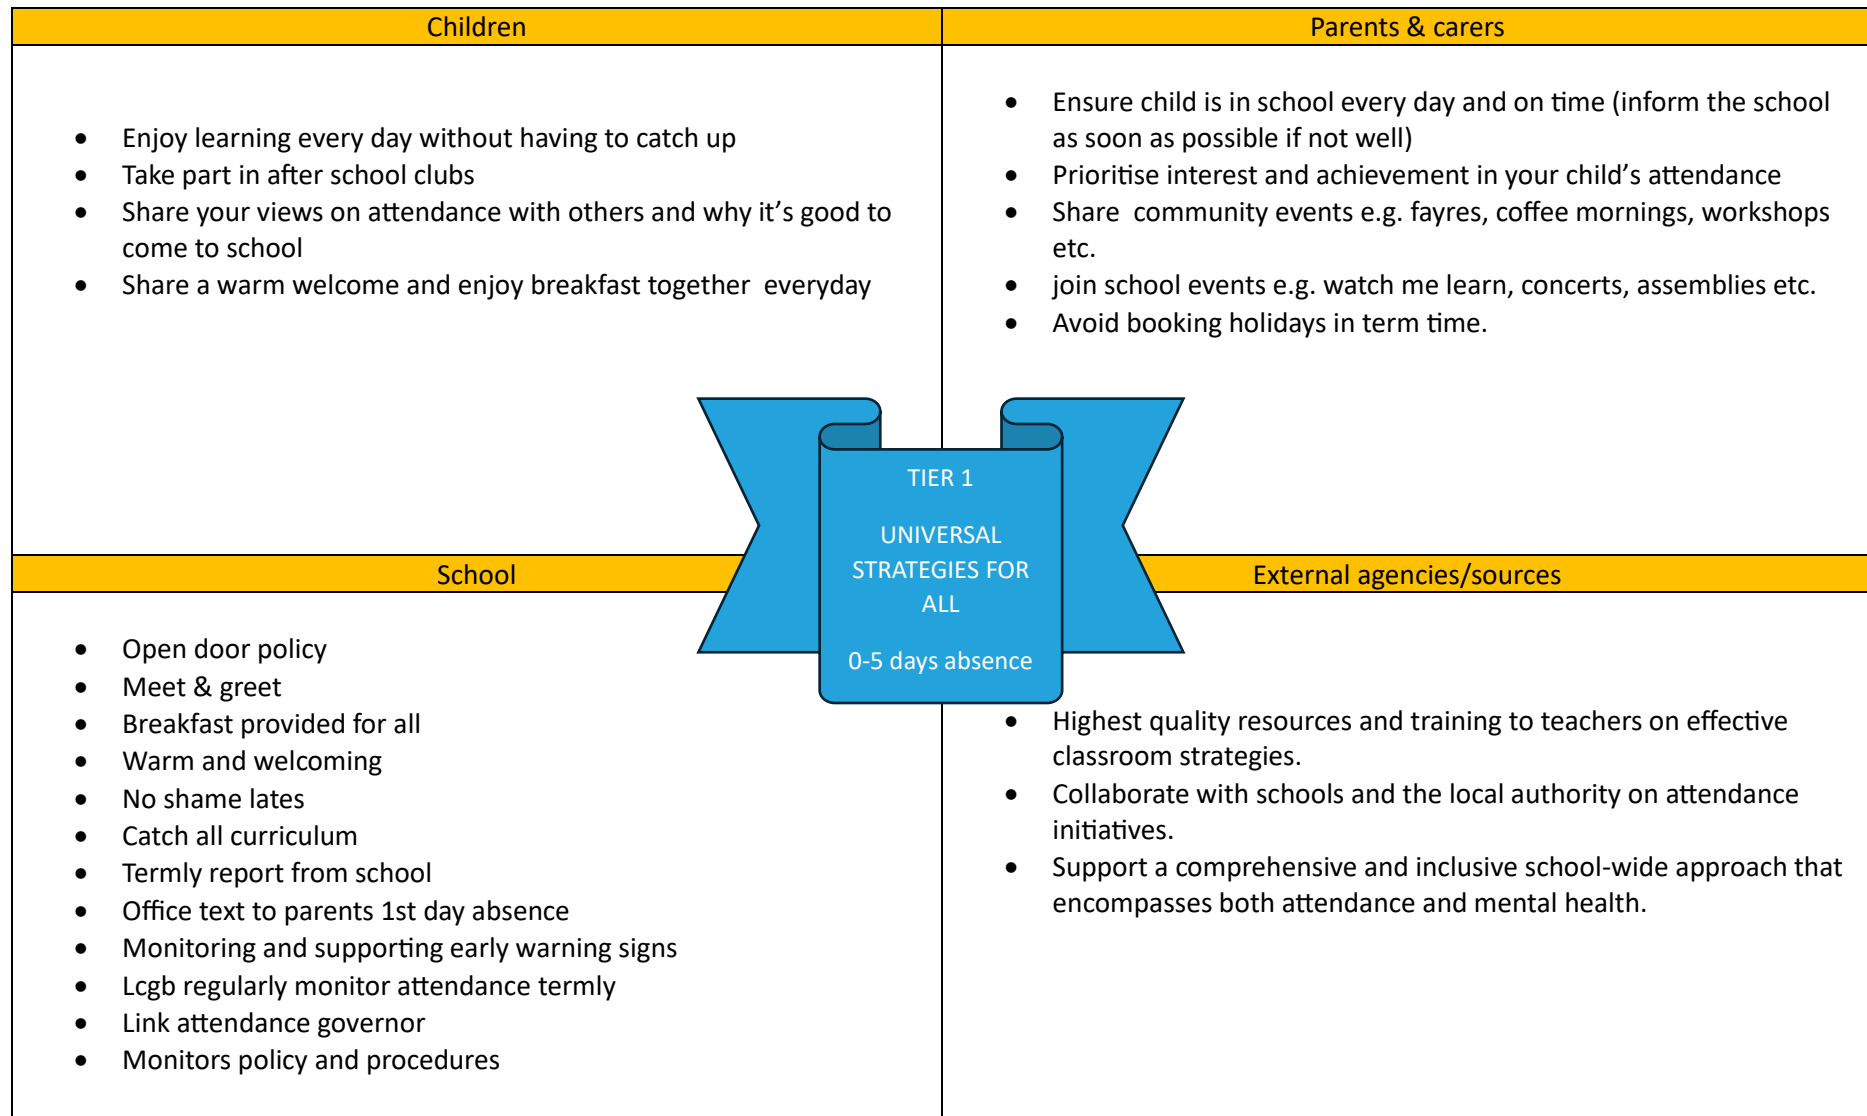 Children
• Enjoy learning every day without having to catch up
• Take part in after school clubs
• Share your views on attendance with others and why it's good to
come to school
• Share a warm welcome and enjoy breakfast together  everyday
Parents & carers
• Ensure child is in school every day and on time (inform the school
as soon as possible if not well)
• Prioritise interest and achievement in your child's attendance
• Share  community events e.g. fayres, coffee mornings, workshops
etc.
• join school events e.g. watch me learn, concerts, assemblies etc.
• Avoid booking holidays in term time.
TIER 1
UNIVERSAL
STRATEGIES FOR
ALL
0-5 days absence
School
• Open door policy
• Meet & greet
• Breakfast provided for all
• Warm and welcoming
• No shame lates
• Catch all curriculum
• Termly report from school
• Office text to parents 1st day absence
• Monitoring and supporting early warning signs
• Lcgb regularly monitor attendance termly
• Link attendance governor
• Monitors policy and procedures
External agencies/sources
• Highest quality resources and training to teachers on effective
classroom strategies.
• Collaborate with schools and the local authority on attendance
initiatives.
• Support a comprehensive and inclusive school-wide approach that
encompasses both attendance and mental health.